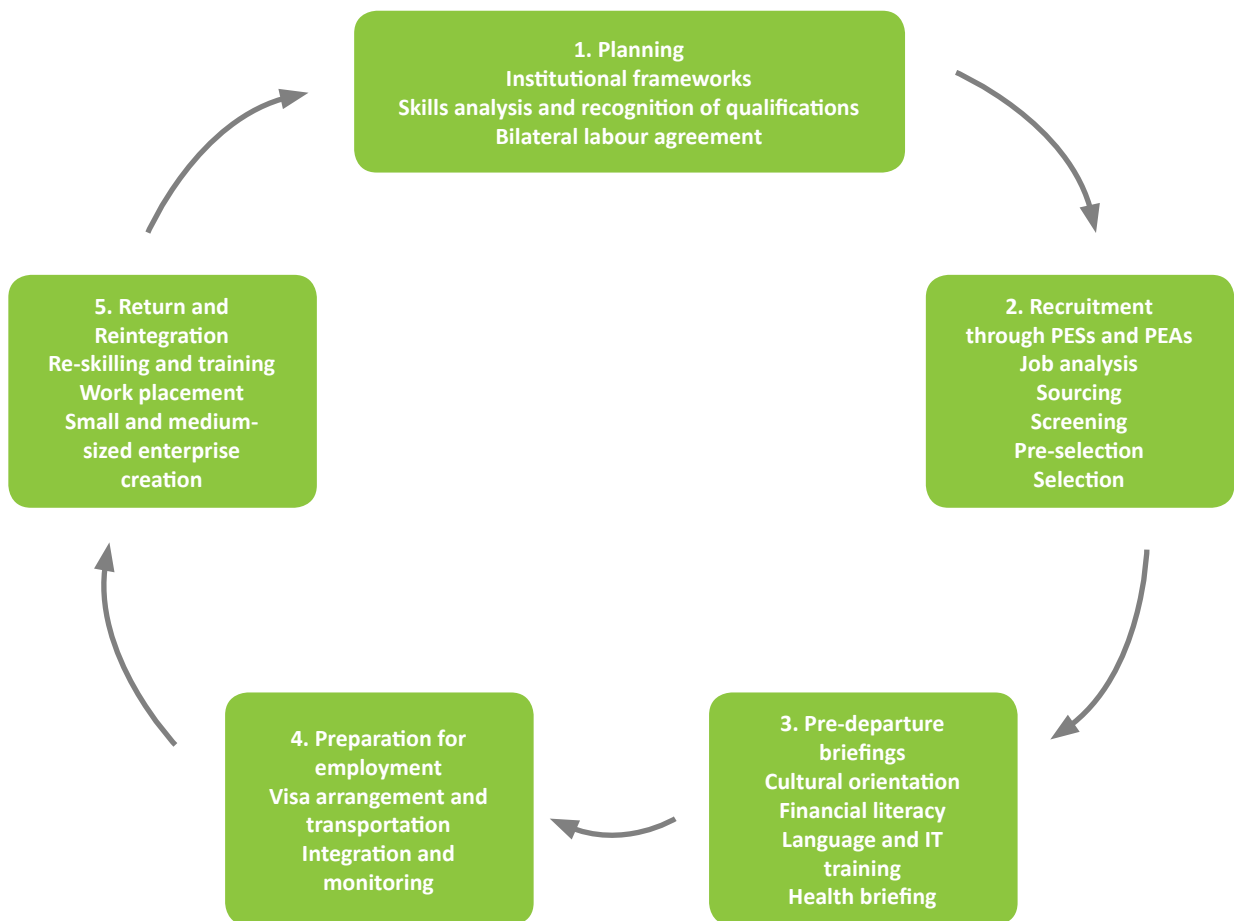 1. Planning
Institutional frameworks
Skills analysis and recognition of qualifications
Bilateral labour agreement
2. Recruitment
through PESs and PEAs
Job analysis
Sourcing
Screening
Pre-selection
Selection
3. Pre-departure
briefings
Cultural orientation
Financial literacy
Language and IT
training
Health briefing
4. Preparation for
employment
Visa arrangement and
transportation
Integration and
monitoring
5. Return and
Reintegration
Re-skilling and training
Work placement
Small and medium-
sized enterprise
creation